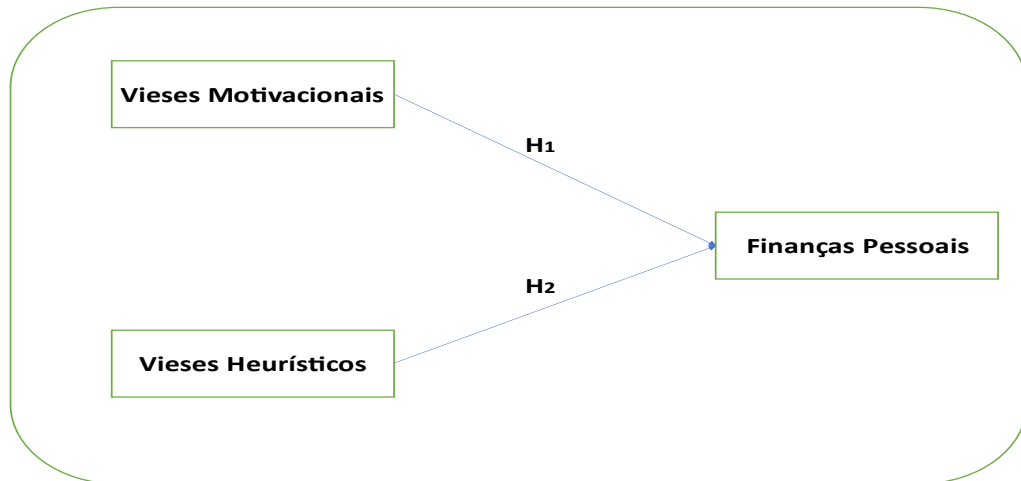 Vieses Motivacionais
H₁
Finanças Pessoais
H₂
Vieses Heurísticos